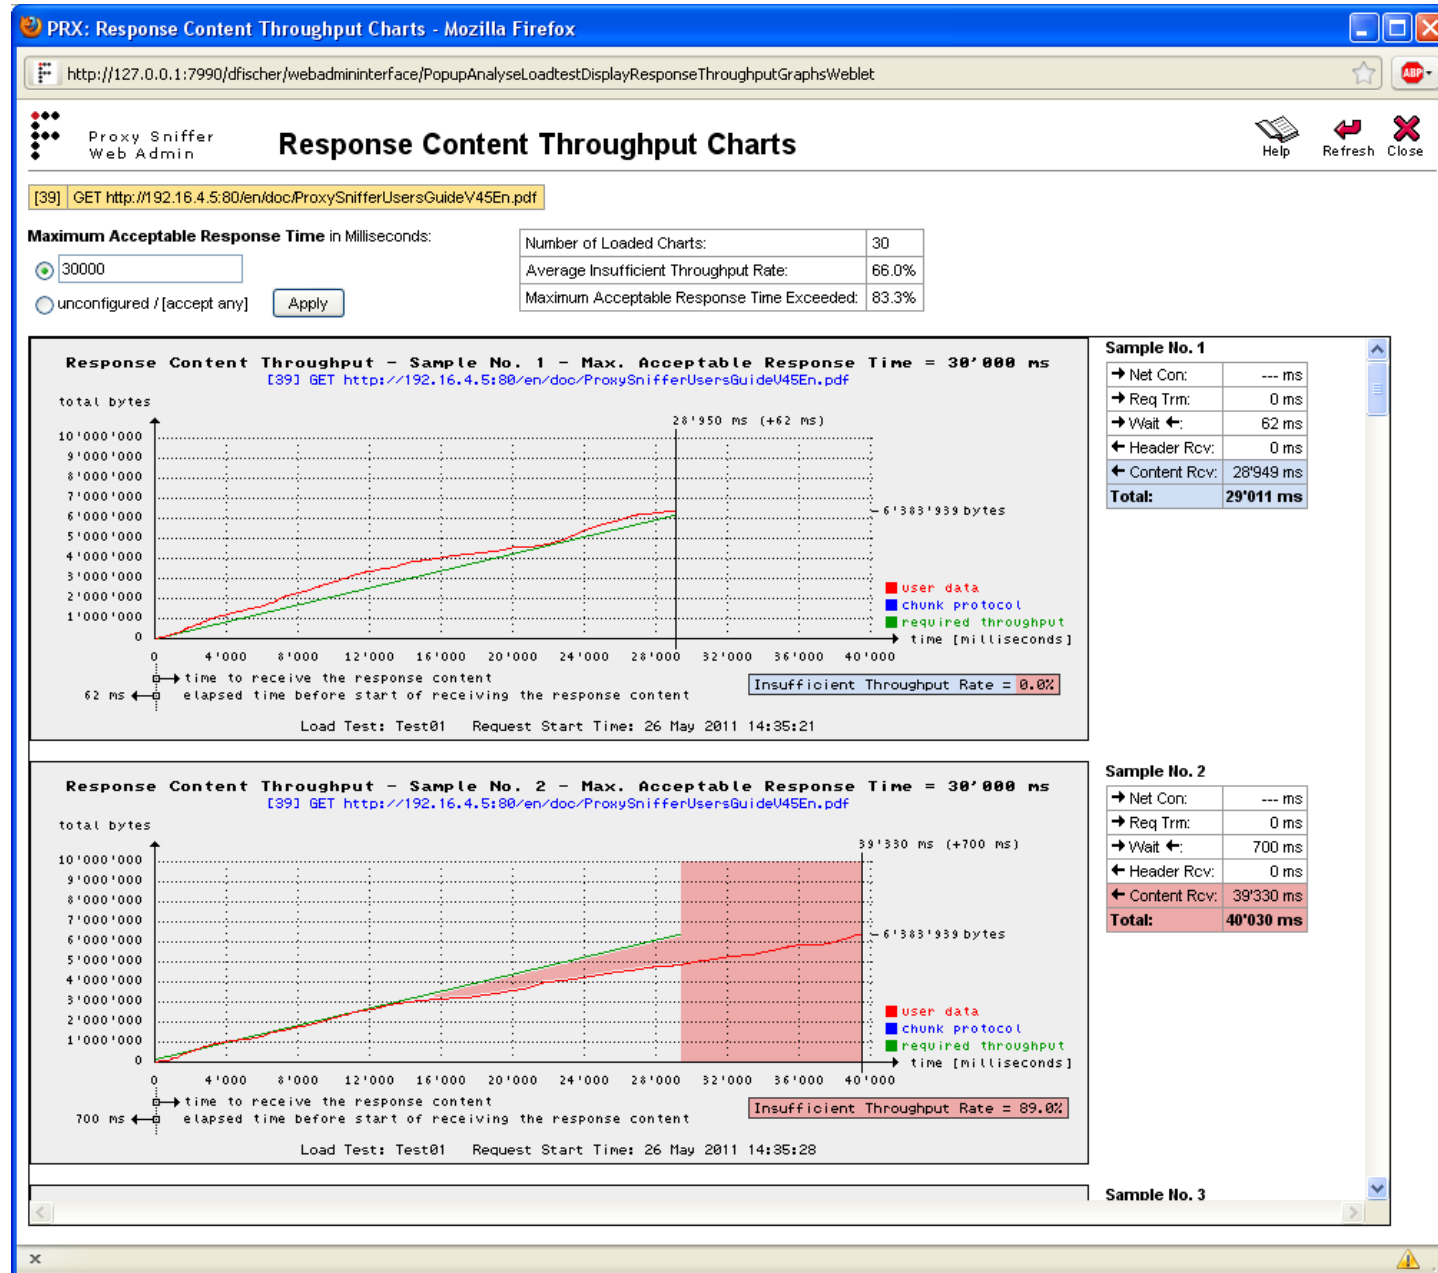 PRX: Response Content Throughput Charts - Mozilla Firefox
http://127.0.0.1:7990/dfischer/webadmininterface/PopupAnalyseLoadtestDisplayResponseThroughputGraphsWeblet
ABP
Proxy Sniffer
Web Admin
Response Content Throughput Charts
Help Refresh Close
[39] GET http://192.16.4.5:80/en/doc/ProxySnifferUsersGuideV45En.pdf
Maximum Acceptable Response Time in Milliseconds:
30000
unconfigured / [accept any] Apply
Number of Loaded Charts: 30
Average Insufficient Throughput Rate: 66.0%
Maximum Acceptable Response Time Exceeded: 83.3%
Response Content Throughput - Sample No. 1 - Max. Acceptable Response Time = 30'000 ms
[39] GET http://192.16.4.5:80/en/doc/ProxySnifferUsersGuideV45En.pdf
total bytes
28'950 ms (+62 ms)
10'000'000
9'000'000
8'000'000
7'000'000
6'000'000
5'000'000
4'000'000
3'000'000
2'000'000
1'000'000
0
6'383'939 bytes
user data
chunk protocol
required throughput
time [milliseconds]
0 4'000 8'000 12'000 16'000 20'000 24'000 28'000 32'000 36'000 40'000
time to receive the response content
62 ms elapsed time before start of receiving the response content
Insufficient Throughput Rate = 0.0%
Load Test: Test01 Request Start Time: 26 May 2011 14:35:21
Sample No. 1
Net Con: --- ms
Req Trm: 0 ms
Wait : 62 ms
Header Rcv: 0 ms
Content Rcv: 28'949 ms
Total: 29'011 ms
Response Content Throughput - Sample No. 2 - Max. Acceptable Response Time = 30'000 ms
[39] GET http://192.16.4.5:80/en/doc/ProxySnifferUsersGuideV45En.pdf
total bytes
39'330 ms (+700 ms)
10'000'000
9'000'000
8'000'000
7'000'000
6'000'000
5'000'000
4'000'000
3'000'000
2'000'000
1'000'000
0
6'383'939 bytes
user data
chunk protocol
required throughput
time [milliseconds]
0 4'000 8'000 12'000 16'000 20'000 24'000 28'000 32'000 36'000 40'000
time to receive the response content
700 ms elapsed time before start of receiving the response content
Insufficient Throughput Rate = 89.0%
Load Test: Test01 Request Start Time: 26 May 2011 14:35:28
Sample No. 2
Net Con: --- ms
Req Trm: 0 ms
Wait : 700 ms
Header Rcv: 0 ms
Content Rcv: 39'330 ms
Total: 40'030 ms
Sample No. 3